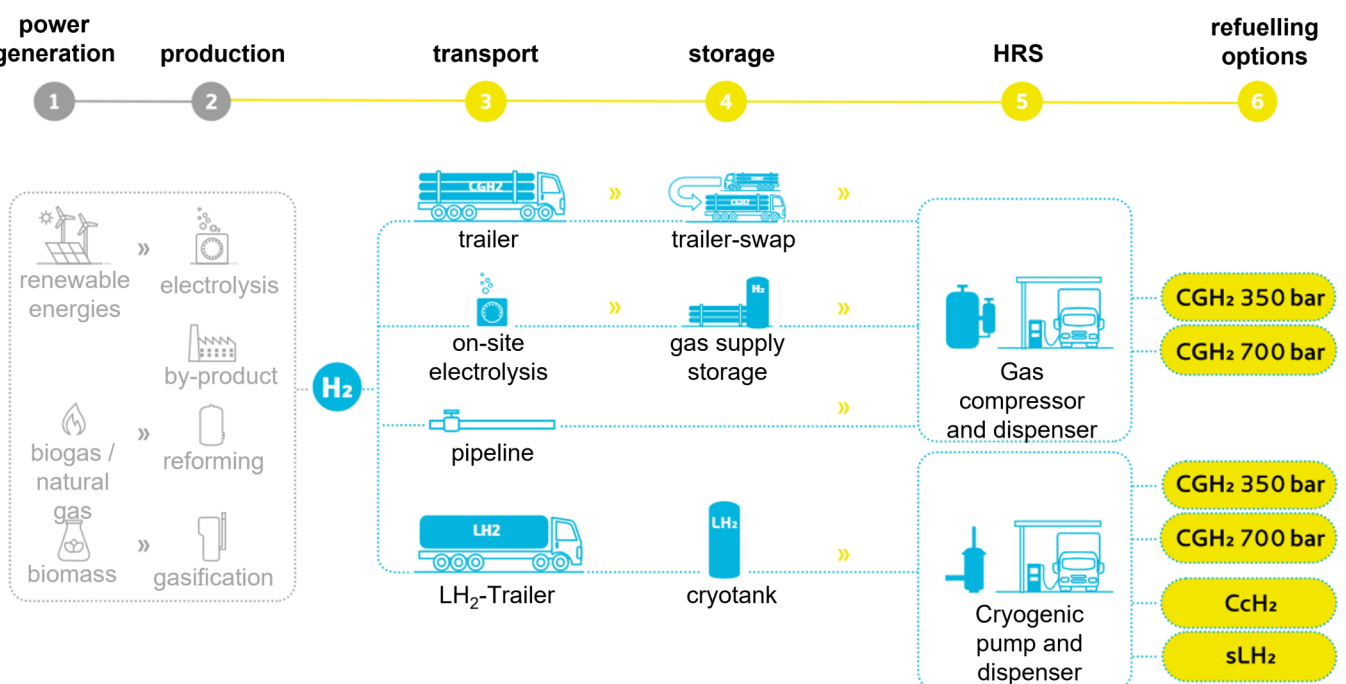 power
generation
production
transport
storage
HRS
refuelling
options
1
2
3
4
5
6
CGH2
trailer
CGH2
trailer-swap
renewable
energies
electrolysis
by-product
biogas /
natural
gas
reforming
biomass
gasification
H₂
on-site
electrolysis
H₂
gas supply
storage
pipeline
LH2
LH₂-Trailer
LH₂
cryotank
Gas
compressor
and dispenser
CGH₂ 350 bar
CGH₂ 700 bar
Cryogenic
pump and
dispenser
CGH₂ 350 bar
CGH₂ 700 bar
CcH₂
sLH₂